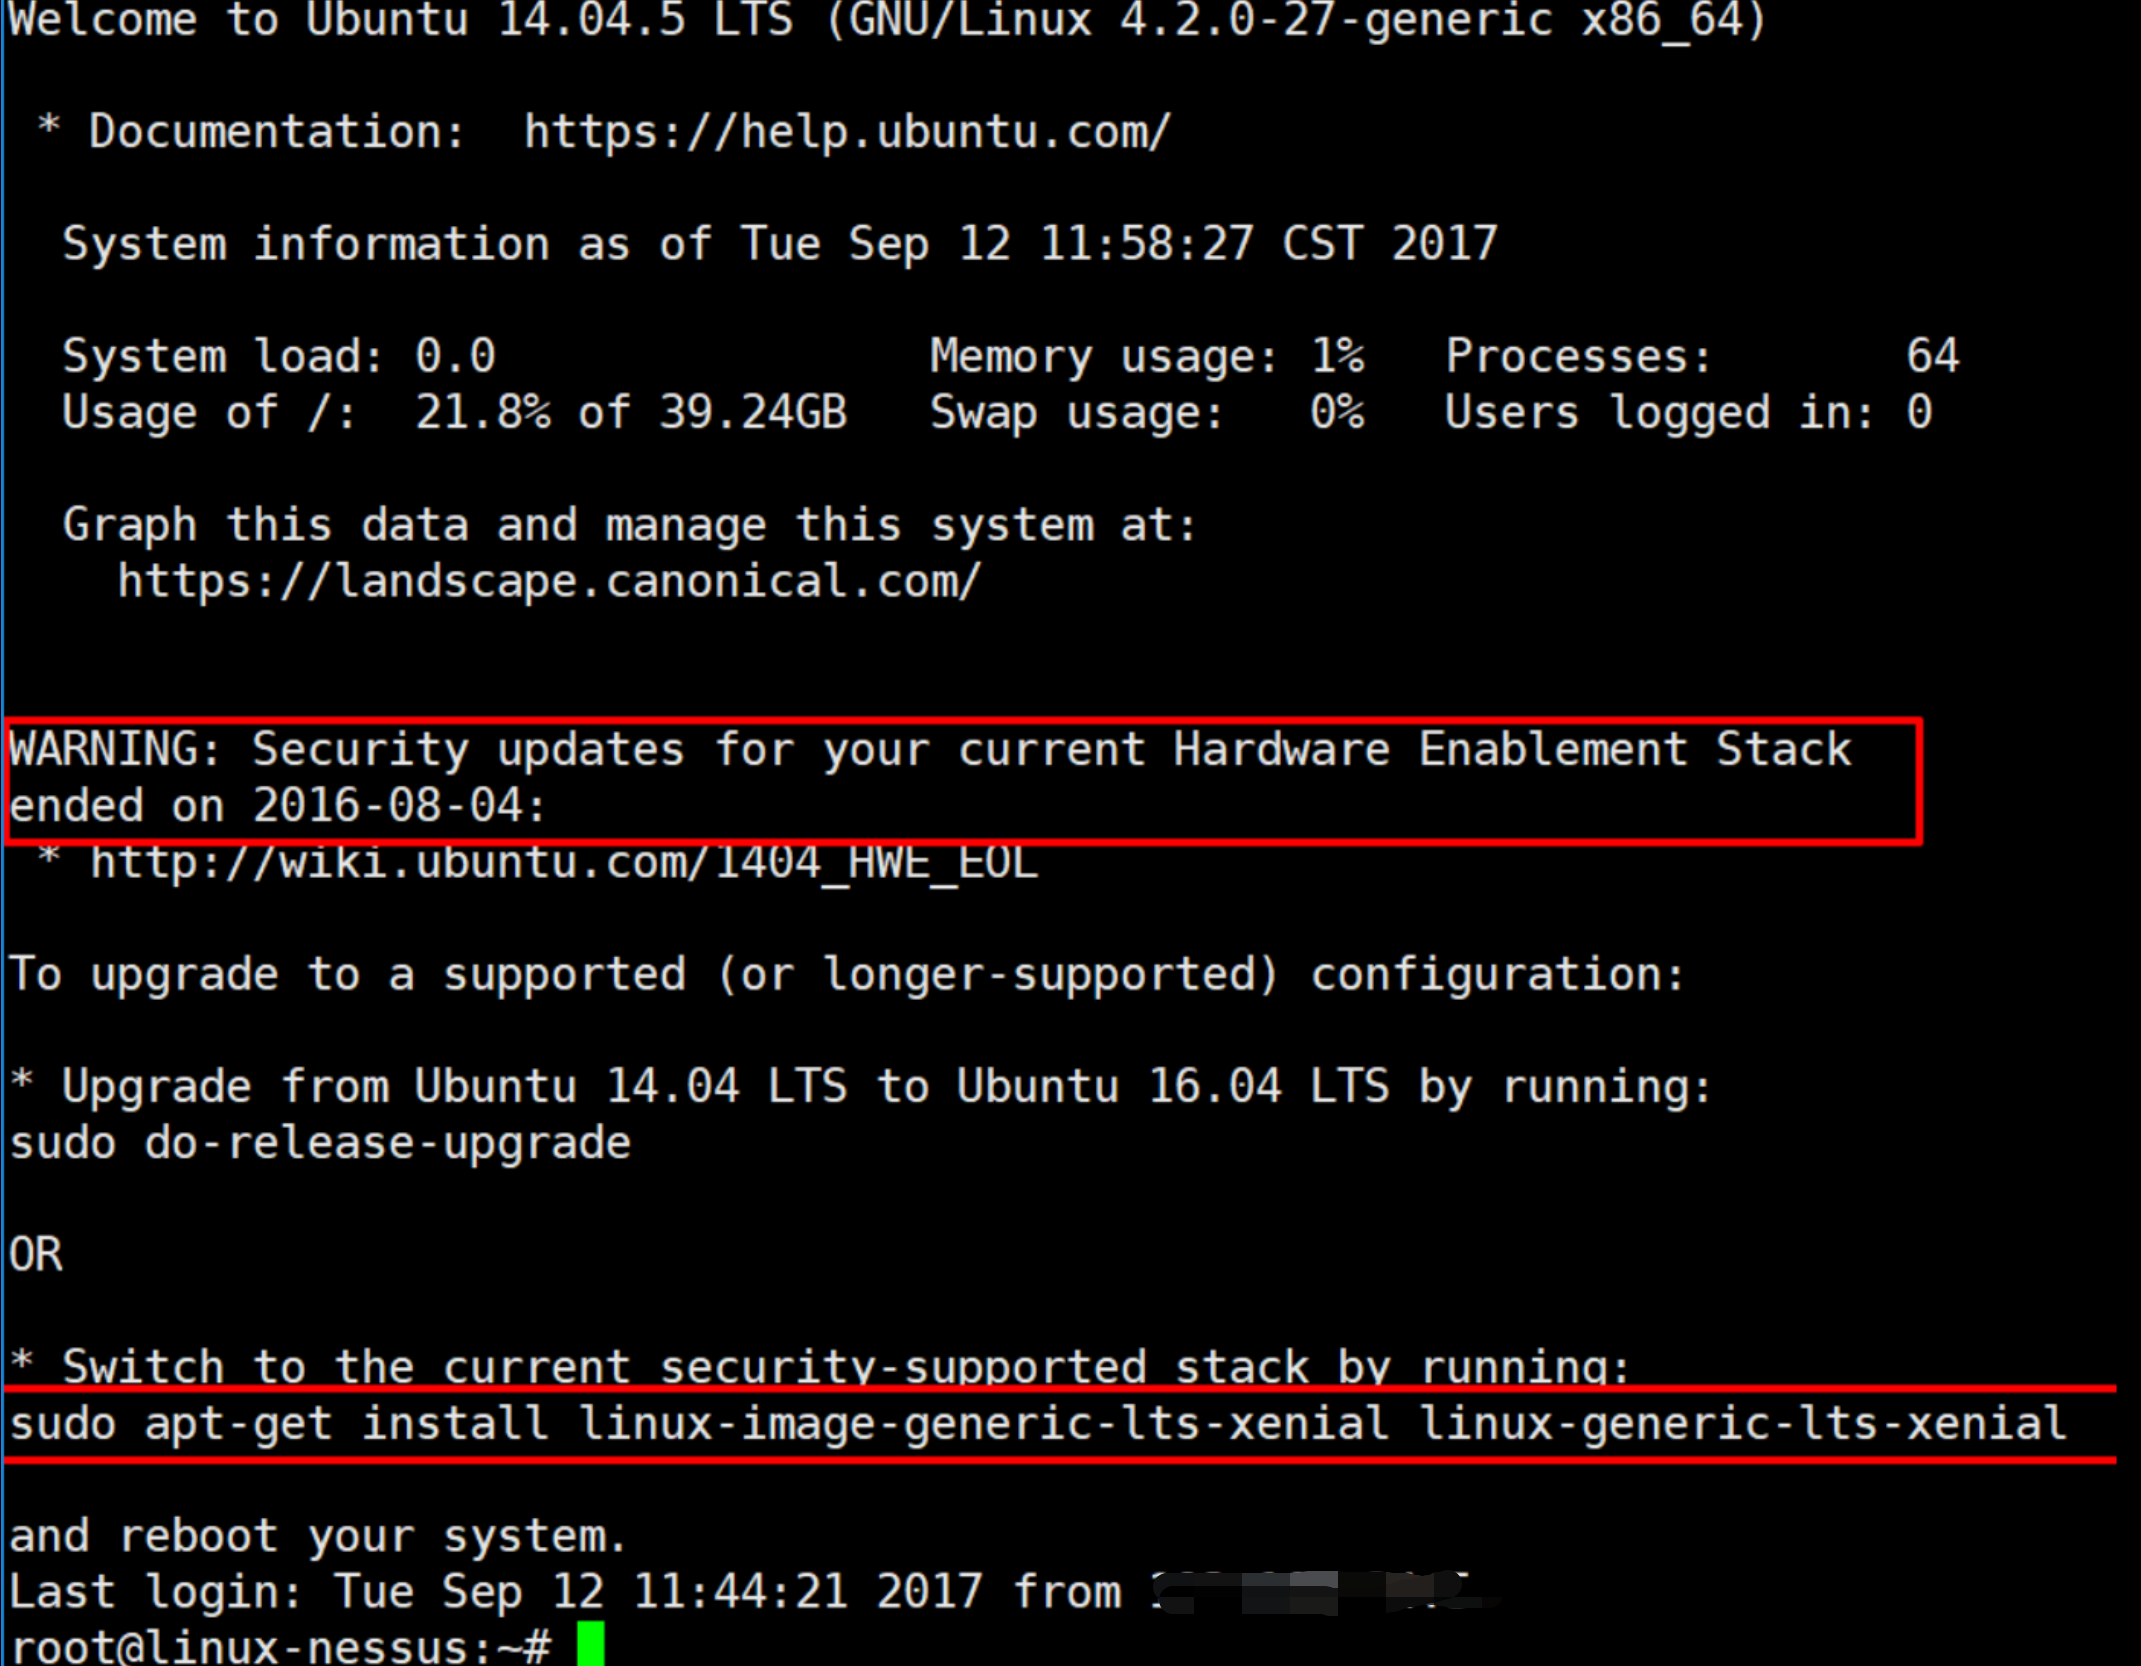 Welcome to Ubuntu 14.04.5 LTS (GNU/Linux 4.2.0-27-generic x86_64)
* Documentation:  https://help.ubuntu.com/
System information as of Tue Sep 12 11:58:27 CST 2017
System load: 0.0                Memory usage: 1%   Processes:       64
Usage of /:  21.8% of 39.24GB   Swap usage:   0%   Users logged in: 0
Graph this data and manage this system at:
https://landscape.canonical.com/
WARNING: Security updates for your current Hardware Enablement Stack
ended on 2016-08-04:
* http://wiki.ubuntu.com/1404_HWE_EOL
To upgrade to a supported (or longer-supported) configuration:
* Upgrade from Ubuntu 14.04 LTS to Ubuntu 16.04 LTS by running:
sudo do-release-upgrade
OR
* Switch to the current security-supported stack by running:
sudo apt-get install linux-image-generic-lts-xenial linux-generic-lts-xenial
and reboot your system.
Last login: Tue Sep 12 11:44:21 2017 from
root@linux-nessus:~#